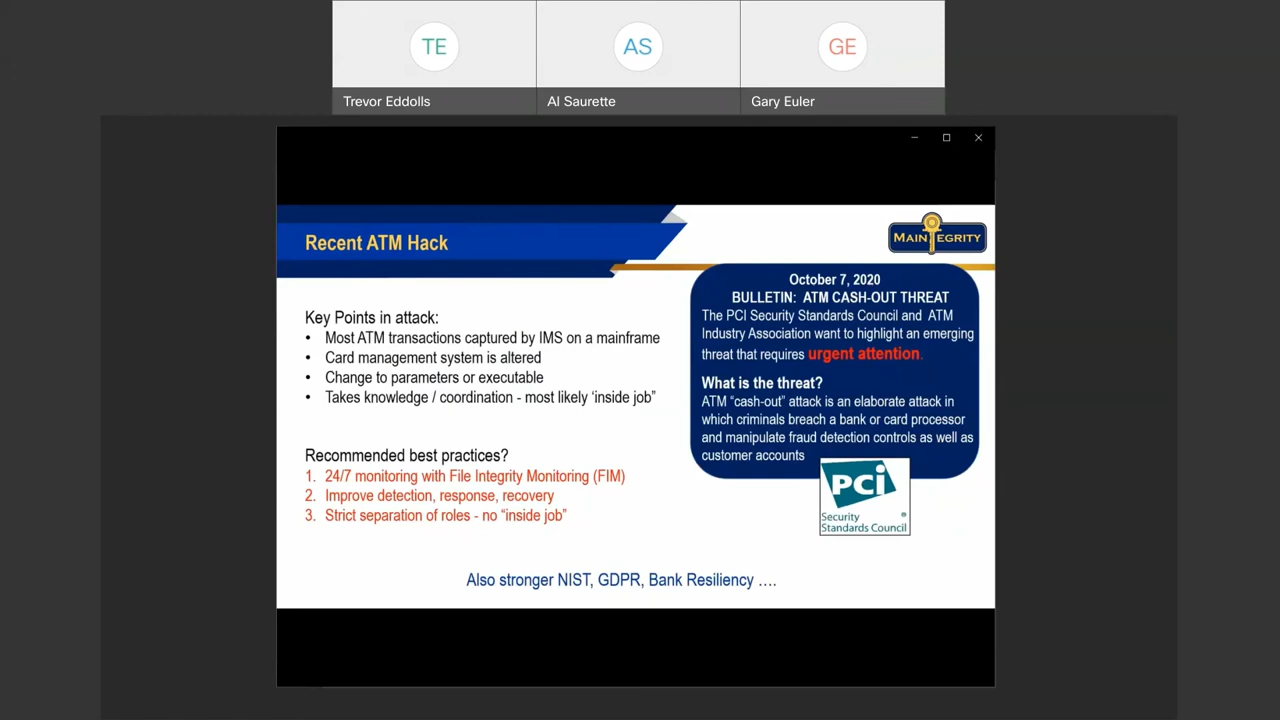 TE
AS
GE
Trevor Eddolls
Al Saurette
Gary Euler
Recent ATM Hack
MAINTEGRITY
Key Points in attack:
• Most ATM transactions captured by IMS on a mainframe
• Card management system is altered
• Change to parameters or executable
• Takes knowledge / coordination - most likely ‘inside job”
Recommended best practices?
1. 24/7 monitoring with File Integrity Monitoring (FIM)
2. Improve detection, response, recovery
3. Strict separation of roles - no “inside job”
October 7, 2020
BULLETIN: ATM CASH-OUT THREAT
The PCI Security Standards Council and ATM
Industry Association want to highlight an emerging
threat that requires urgent attention.
What is the threat?
ATM “cash-out” attack is an elaborate attack in
which criminals breach a bank or card processor
and manipulate fraud detection controls as well as
customer accounts
PCi
Security ®
Standards Council
Also stronger NIST, GDPR, Bank Resiliency ....